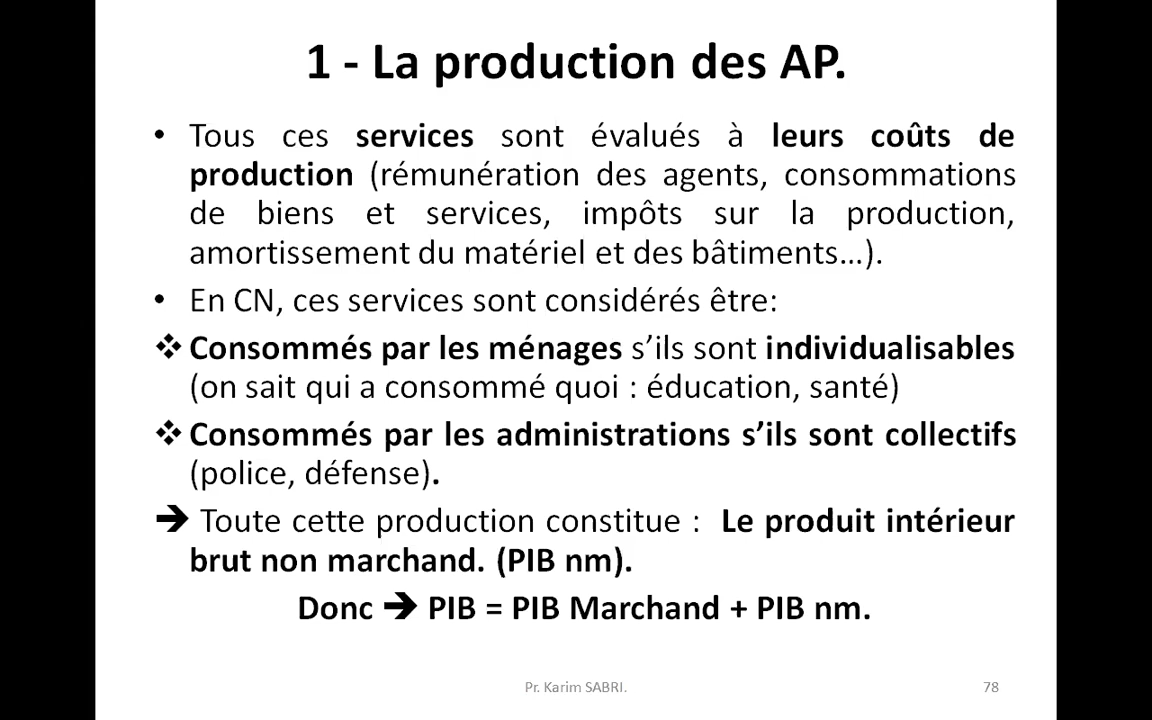 1 - La production des AP.
• Tous ces services sont évalués à leurs coûts de
production (rémunération des agents, consommations
de biens et services, impôts sur la production,
amortissement du matériel et des bâtiments…).
• En CN, ces services sont considérés être:
❖ Consommés par les ménages s’ils sont individualisables
(on sait qui a consommé quoi : éducation, santé)
❖ Consommés par les administrations s’ils sont collectifs
(police, défense).
➔ Toute cette production constitue : Le produit intérieur
brut non marchand. (PIB nm).
Donc ➔ PIB = PIB Marchand + PIB nm.
Pr. Karim SABRI.
78